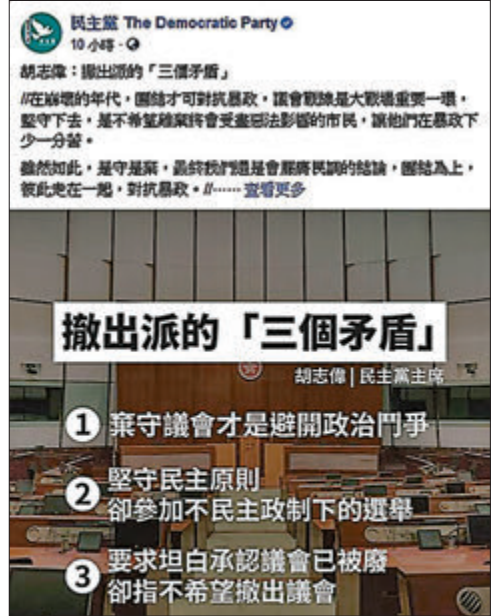 民主黨 The Democratic Party
10 小時
胡志偉：撤出派的「三個矛盾」
//在崩壞的年代，團結才可對抗暴政，議會戰線是大戰場重要一環，
堅守下去，是不希望離棄將會受盡惡法影響的市民，讓他們在暴政下
少一分苦。
雖然如此，是守是棄，最終我們還是會服膺民調的結論，團結為上，
彼此走在一起，對抗暴政。//…… 查看更多
撤出派的「三個矛盾」
胡志偉 | 民主黨主席
1 棄守議會才是避開政治鬥爭
2 堅守民主原則
卻參加不民主政制下的選舉
3 要求坦白承認議會已被廢
卻指不希望撤出議會